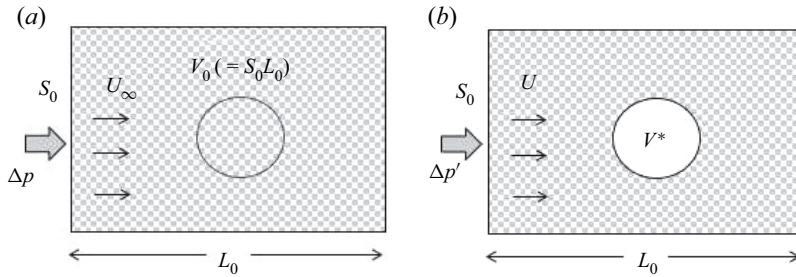 (a)
V₀ (= S₀L₀)
S₀
U∞
Δp
L₀
(b)
S₀
U
V*
Δp′
L₀